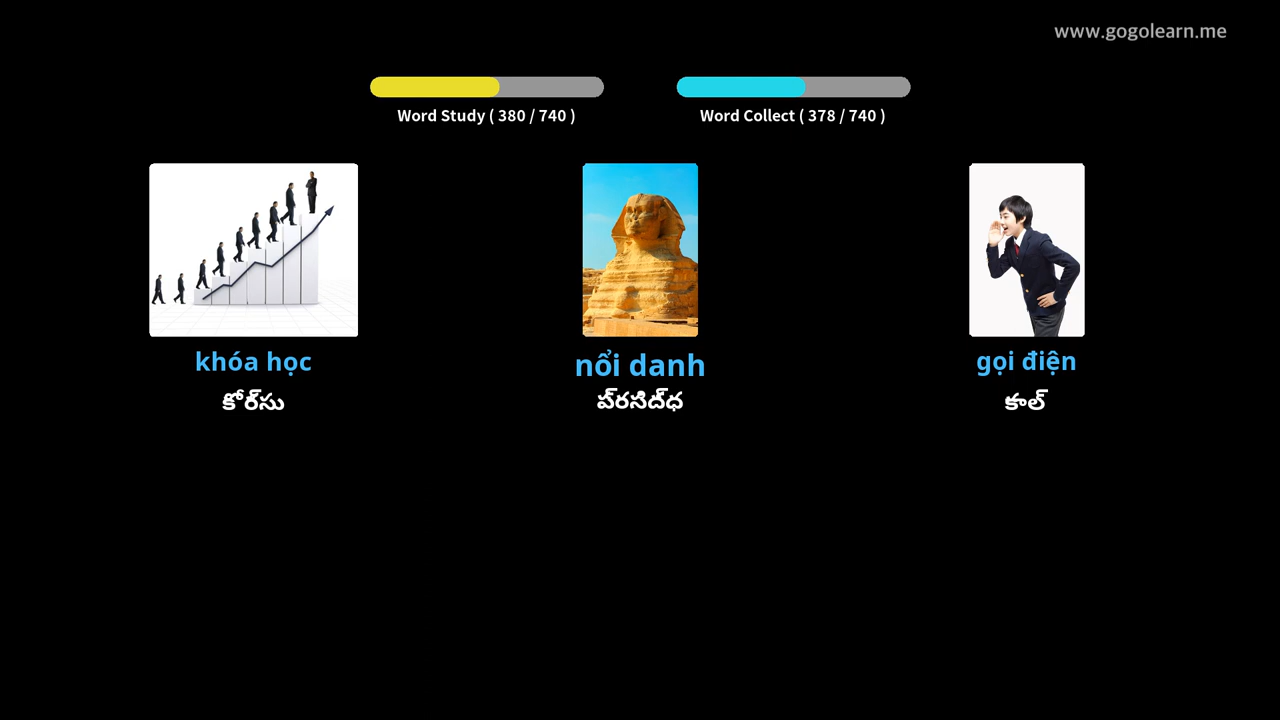 www.gogolearn.me
Word Study ( 380 / 740 )
Word Collect ( 378 / 740 )
khóa học
nổi danh
gọi điện
కోర్సు
ప్రసిద్ధ
కాల్